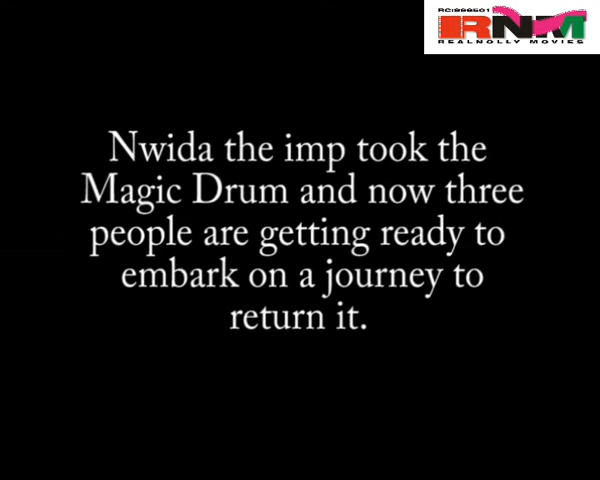 RC:999501
RNM
REALNOLLY MOVIES
Nwida the imp took the
Magic Drum and now three
people are getting ready to
embark on a journey to
return it.